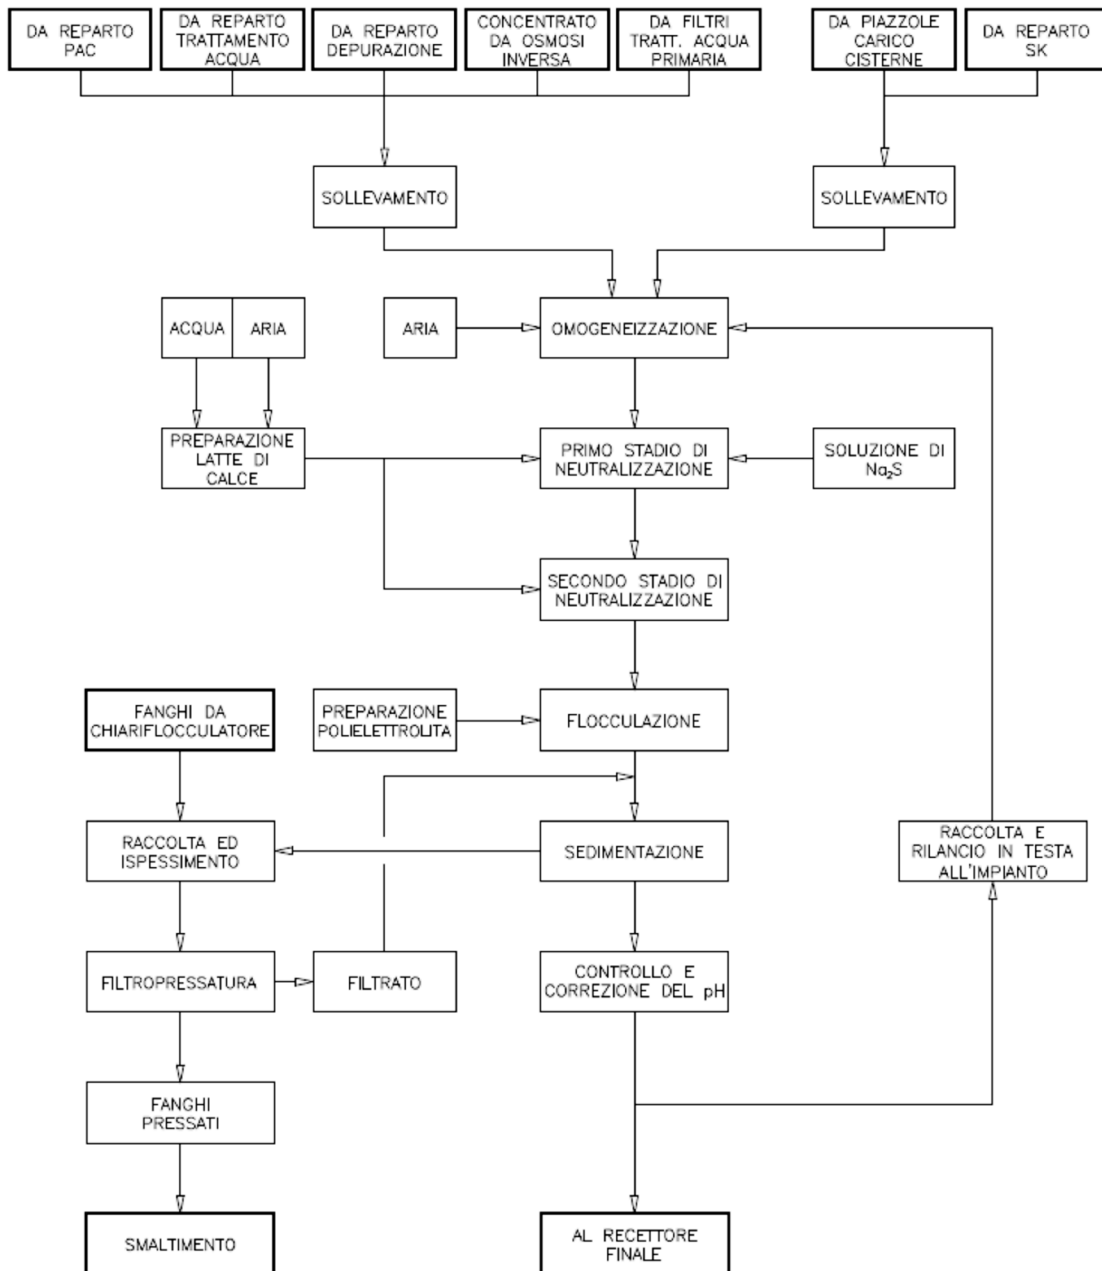 DA REPARTO
PAC
DA REPARTO
TRATTAMENTO
ACQUA
DA REPARTO
DEPURAZIONE
CONCENTRATO
DA OSMOSI
INVERSA
DA FILTRI
TRATT. ACQUA
PRIMARIA
DA PIAZZOLE
CARICO
CISTERNE
DA REPARTO
SK
SOLLEVAMENTO
SOLLEVAMENTO
ACQUA
ARIA
ARIA
OMOGENEIZZAZIONE
PREPARAZIONE
LATTE DI
CALCE
PRIMO STADIO DI
NEUTRALIZZAZIONE
SOLUZIONE DI
Na₂S
SECONDO STADIO DI
NEUTRALIZZAZIONE
FANGHI DA
CHIARIFLOCCULATORE
PREPARAZIONE
POLIELETTROLITA
FLOCCULAZIONE
RACCOLTA ED
ISPESSIMENTO
SEDIMENTAZIONE
RACCOLTA E
RILANCIO IN TESTA
ALL'IMPIANTO
FILTROPRESSATURA
FILTRATO
CONTROLLO E
CORREZIONE DEL pH
FANGHI
PRESSATI
SMALTIMENTO
AL RECETTORE
FINALE